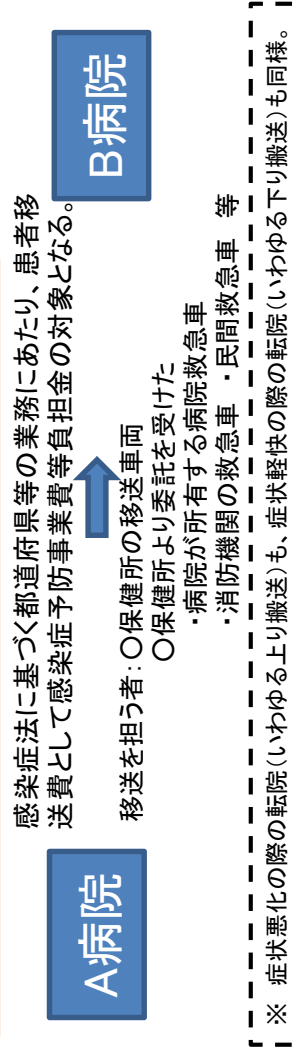 感染症法に基づく都道府県等の業務にあたり、患者移
送費として感染症予防事業費等負担金の対象となる。
A病院
B病院
移送を担う者：〇保健所の移送車両
〇保健所より委託を受けた
・病院が所有する病院救急車
・消防機関の救急車 ・民間救急車 等
※ 症状悪化の際の転院（いわゆる上り搬送）も、症状軽快の際の転院（いわゆる下り搬送）も同様。